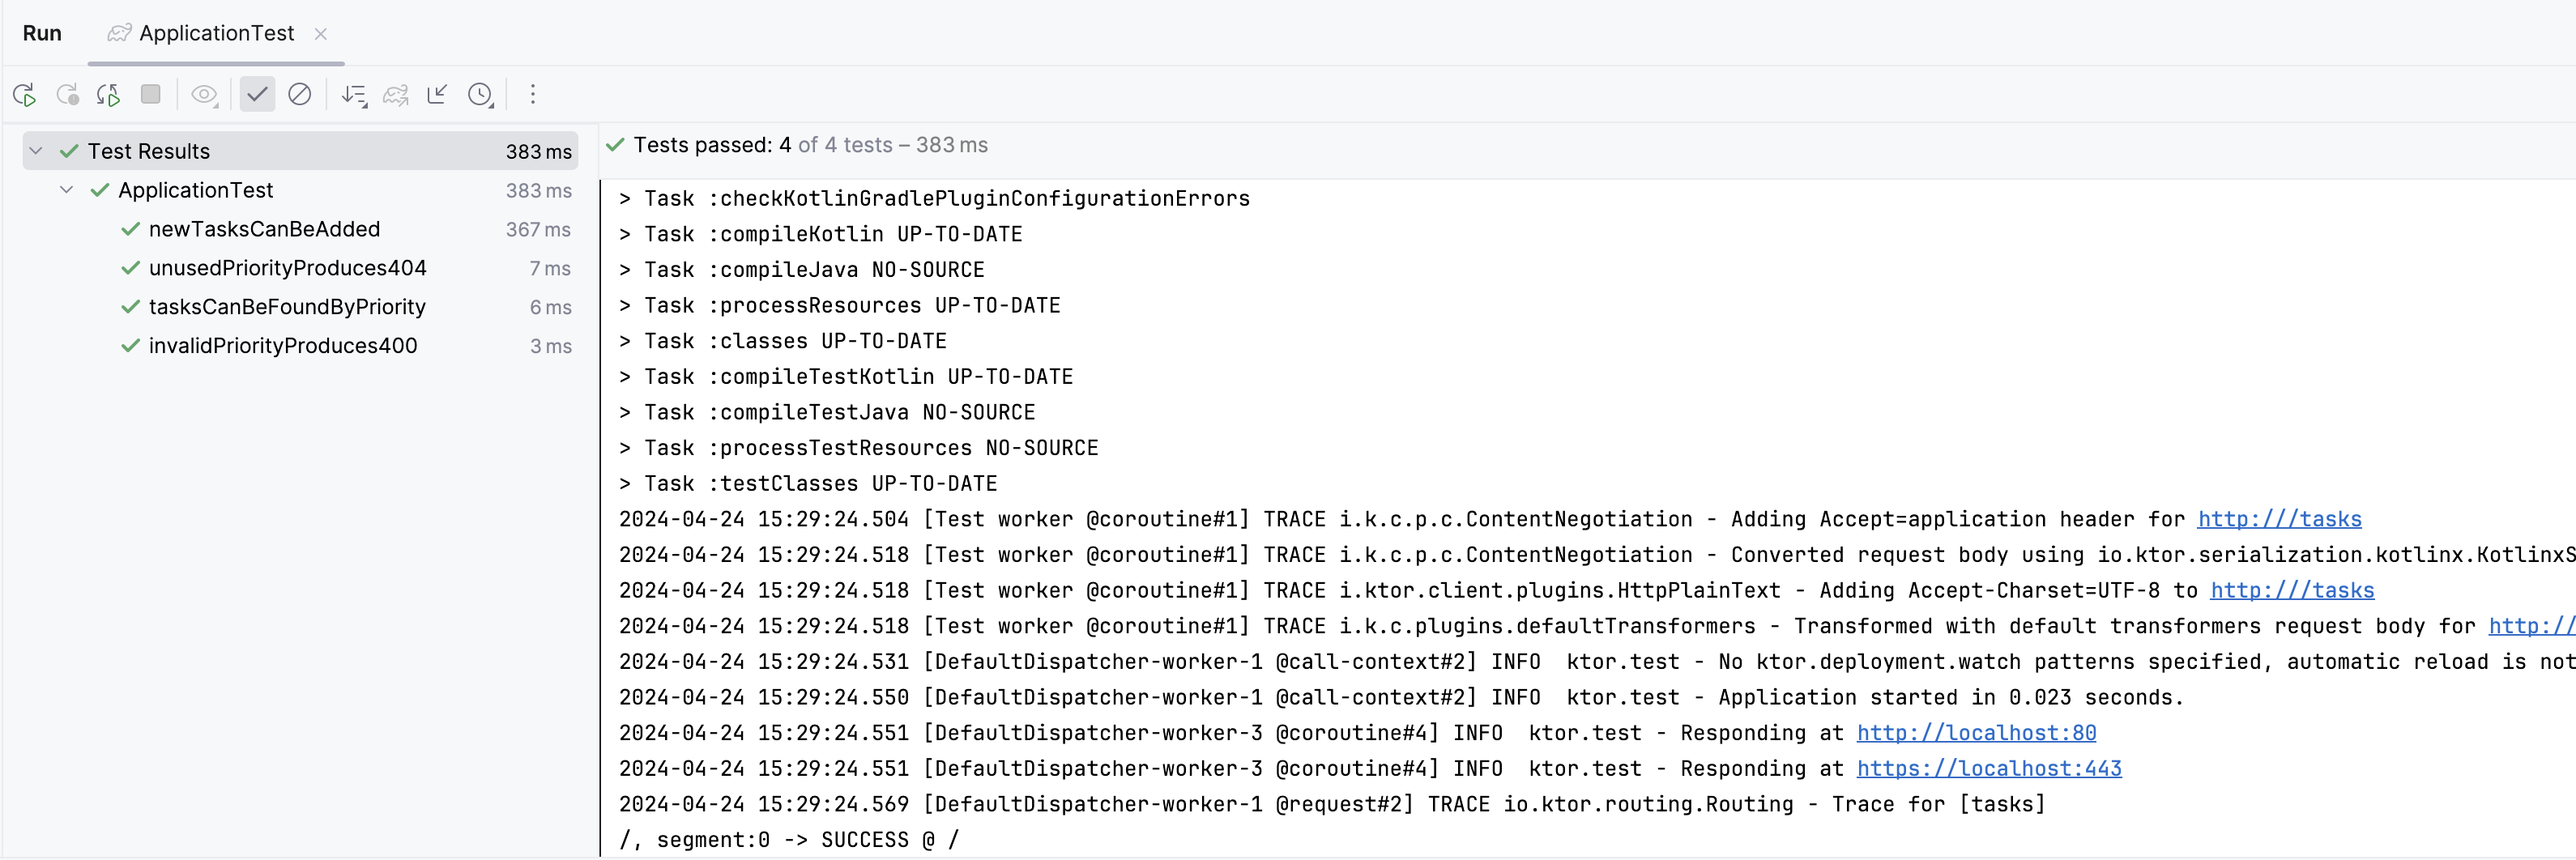 Run ApplicationTest
Test Results 383 ms
ApplicationTest 383 ms
newTasksCanBeAdded 367 ms
unusedPriorityProduces404 7 ms
tasksCanBeFoundByPriority 6 ms
invalidPriorityProduces400 3 ms
Tests passed: 4 of 4 tests – 383 ms
> Task :checkKotlinGradlePluginConfigurationErrors
> Task :compileKotlin UP-TO-DATE
> Task :compileJava NO-SOURCE
> Task :processResources UP-TO-DATE
> Task :classes UP-TO-DATE
> Task :compileTestKotlin UP-TO-DATE
> Task :compileTestJava NO-SOURCE
> Task :processTestResources NO-SOURCE
> Task :testClasses UP-TO-DATE
2024-04-24 15:29:24.504 [Test worker @coroutine#1] TRACE i.k.c.p.c.ContentNegotiation - Adding Accept=application header for http:///tasks
2024-04-24 15:29:24.518 [Test worker @coroutine#1] TRACE i.k.c.p.c.ContentNegotiation - Converted request body using io.ktor.serialization.kotlinx.KotlinxS
2024-04-24 15:29:24.518 [Test worker @coroutine#1] TRACE i.ktor.client.plugins.HttpPlainText - Adding Accept-Charset=UTF-8 to http:///tasks
2024-04-24 15:29:24.518 [Test worker @coroutine#1] TRACE i.k.c.plugins.defaultTransformers - Transformed with default transformers request body for http://
2024-04-24 15:29:24.531 [DefaultDispatcher-worker-1 @call-context#2] INFO  ktor.test - No ktor.deployment.watch patterns specified, automatic reload is not
2024-04-24 15:29:24.550 [DefaultDispatcher-worker-1 @call-context#2] INFO  ktor.test - Application started in 0.023 seconds.
2024-04-24 15:29:24.551 [DefaultDispatcher-worker-3 @coroutine#4] INFO  ktor.test - Responding at http://localhost:80
2024-04-24 15:29:24.551 [DefaultDispatcher-worker-3 @coroutine#4] INFO  ktor.test - Responding at https://localhost:443
2024-04-24 15:29:24.569 [DefaultDispatcher-worker-1 @request#2] TRACE io.ktor.routing.Routing - Trace for [tasks]
/, segment:0 -> SUCCESS @ /